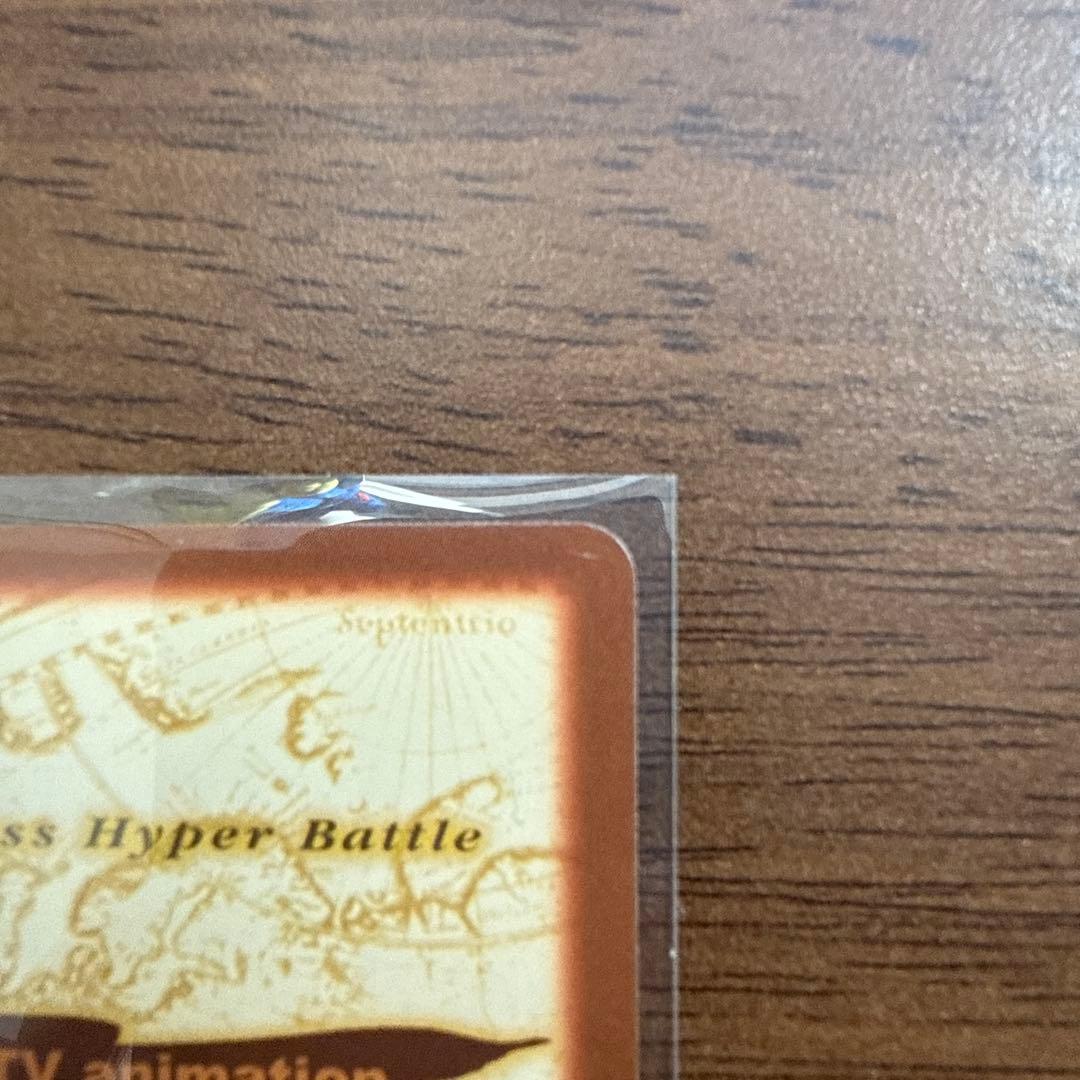 Septentrio
ss Hyper Battle
TV animation